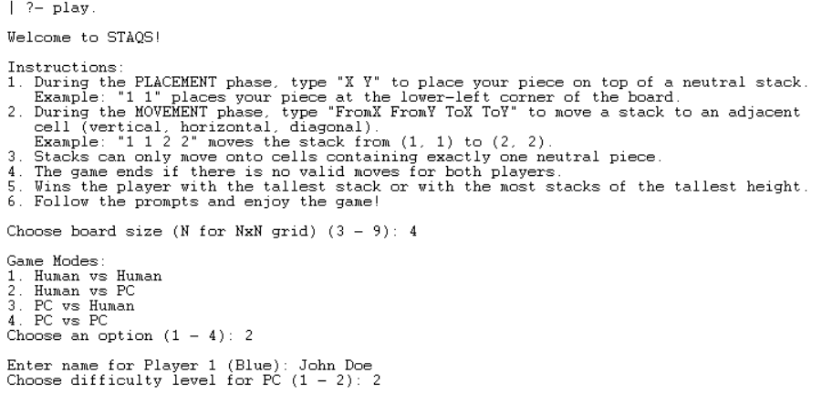 | ?- play.
Welcome to STAQS!
Instructions:
1. During the PLACEMENT phase, type "X Y" to place your piece on top of a neutral stack.
Example: "1 1" places your piece at the lower-left corner of the board.
2. During the MOVEMENT phase, type "FromX FromY ToX ToY" to move a stack to an adjacent
cell (vertical, horizontal, diagonal).
Example: "1 1 2 2" moves the stack from (1, 1) to (2, 2).
3. Stacks can only move onto cells containing exactly one neutral piece.
4. The game ends if there is no valid moves for both players.
5. Wins the player with the tallest stack or with the most stacks of the tallest height.
6. Follow the prompts and enjoy the game!
Choose board size (N for NxN grid) (3 - 9): 4
Game Modes:
1. Human vs Human
2. Human vs PC
3. PC vs Human
4. PC vs PC
Choose an option (1 - 4): 2
Enter name for Player 1 (Blue): John Doe
Choose difficulty level for PC (1 - 2): 2